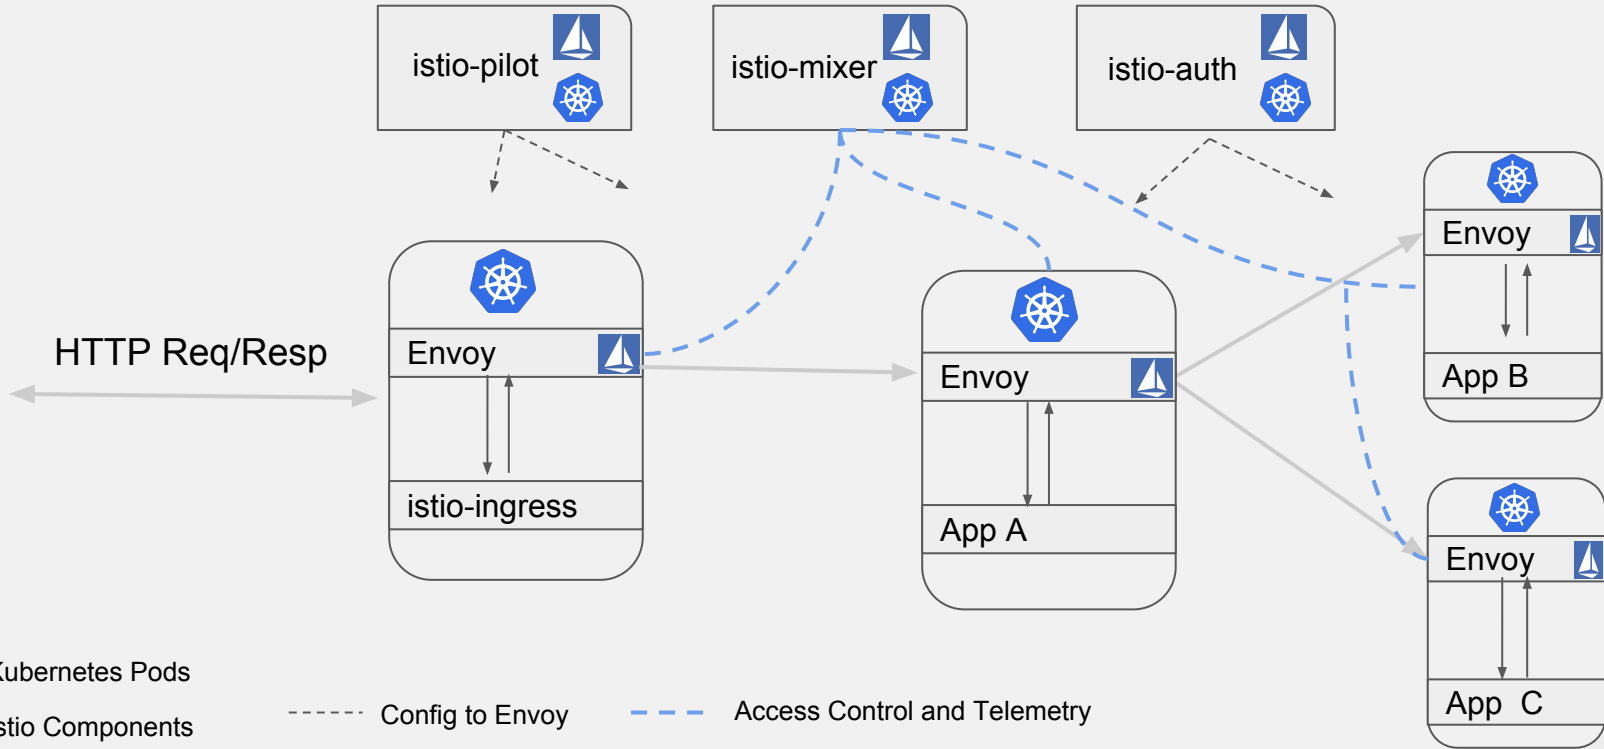 istio-pilot
istio-mixer
istio-auth
Envoy
App B
HTTP Req/Resp
Envoy
istio-ingress
Envoy
App A
Envoy
App C
Kubernetes Pods
stio Components
Config to Envoy
Access Control and Telemetry